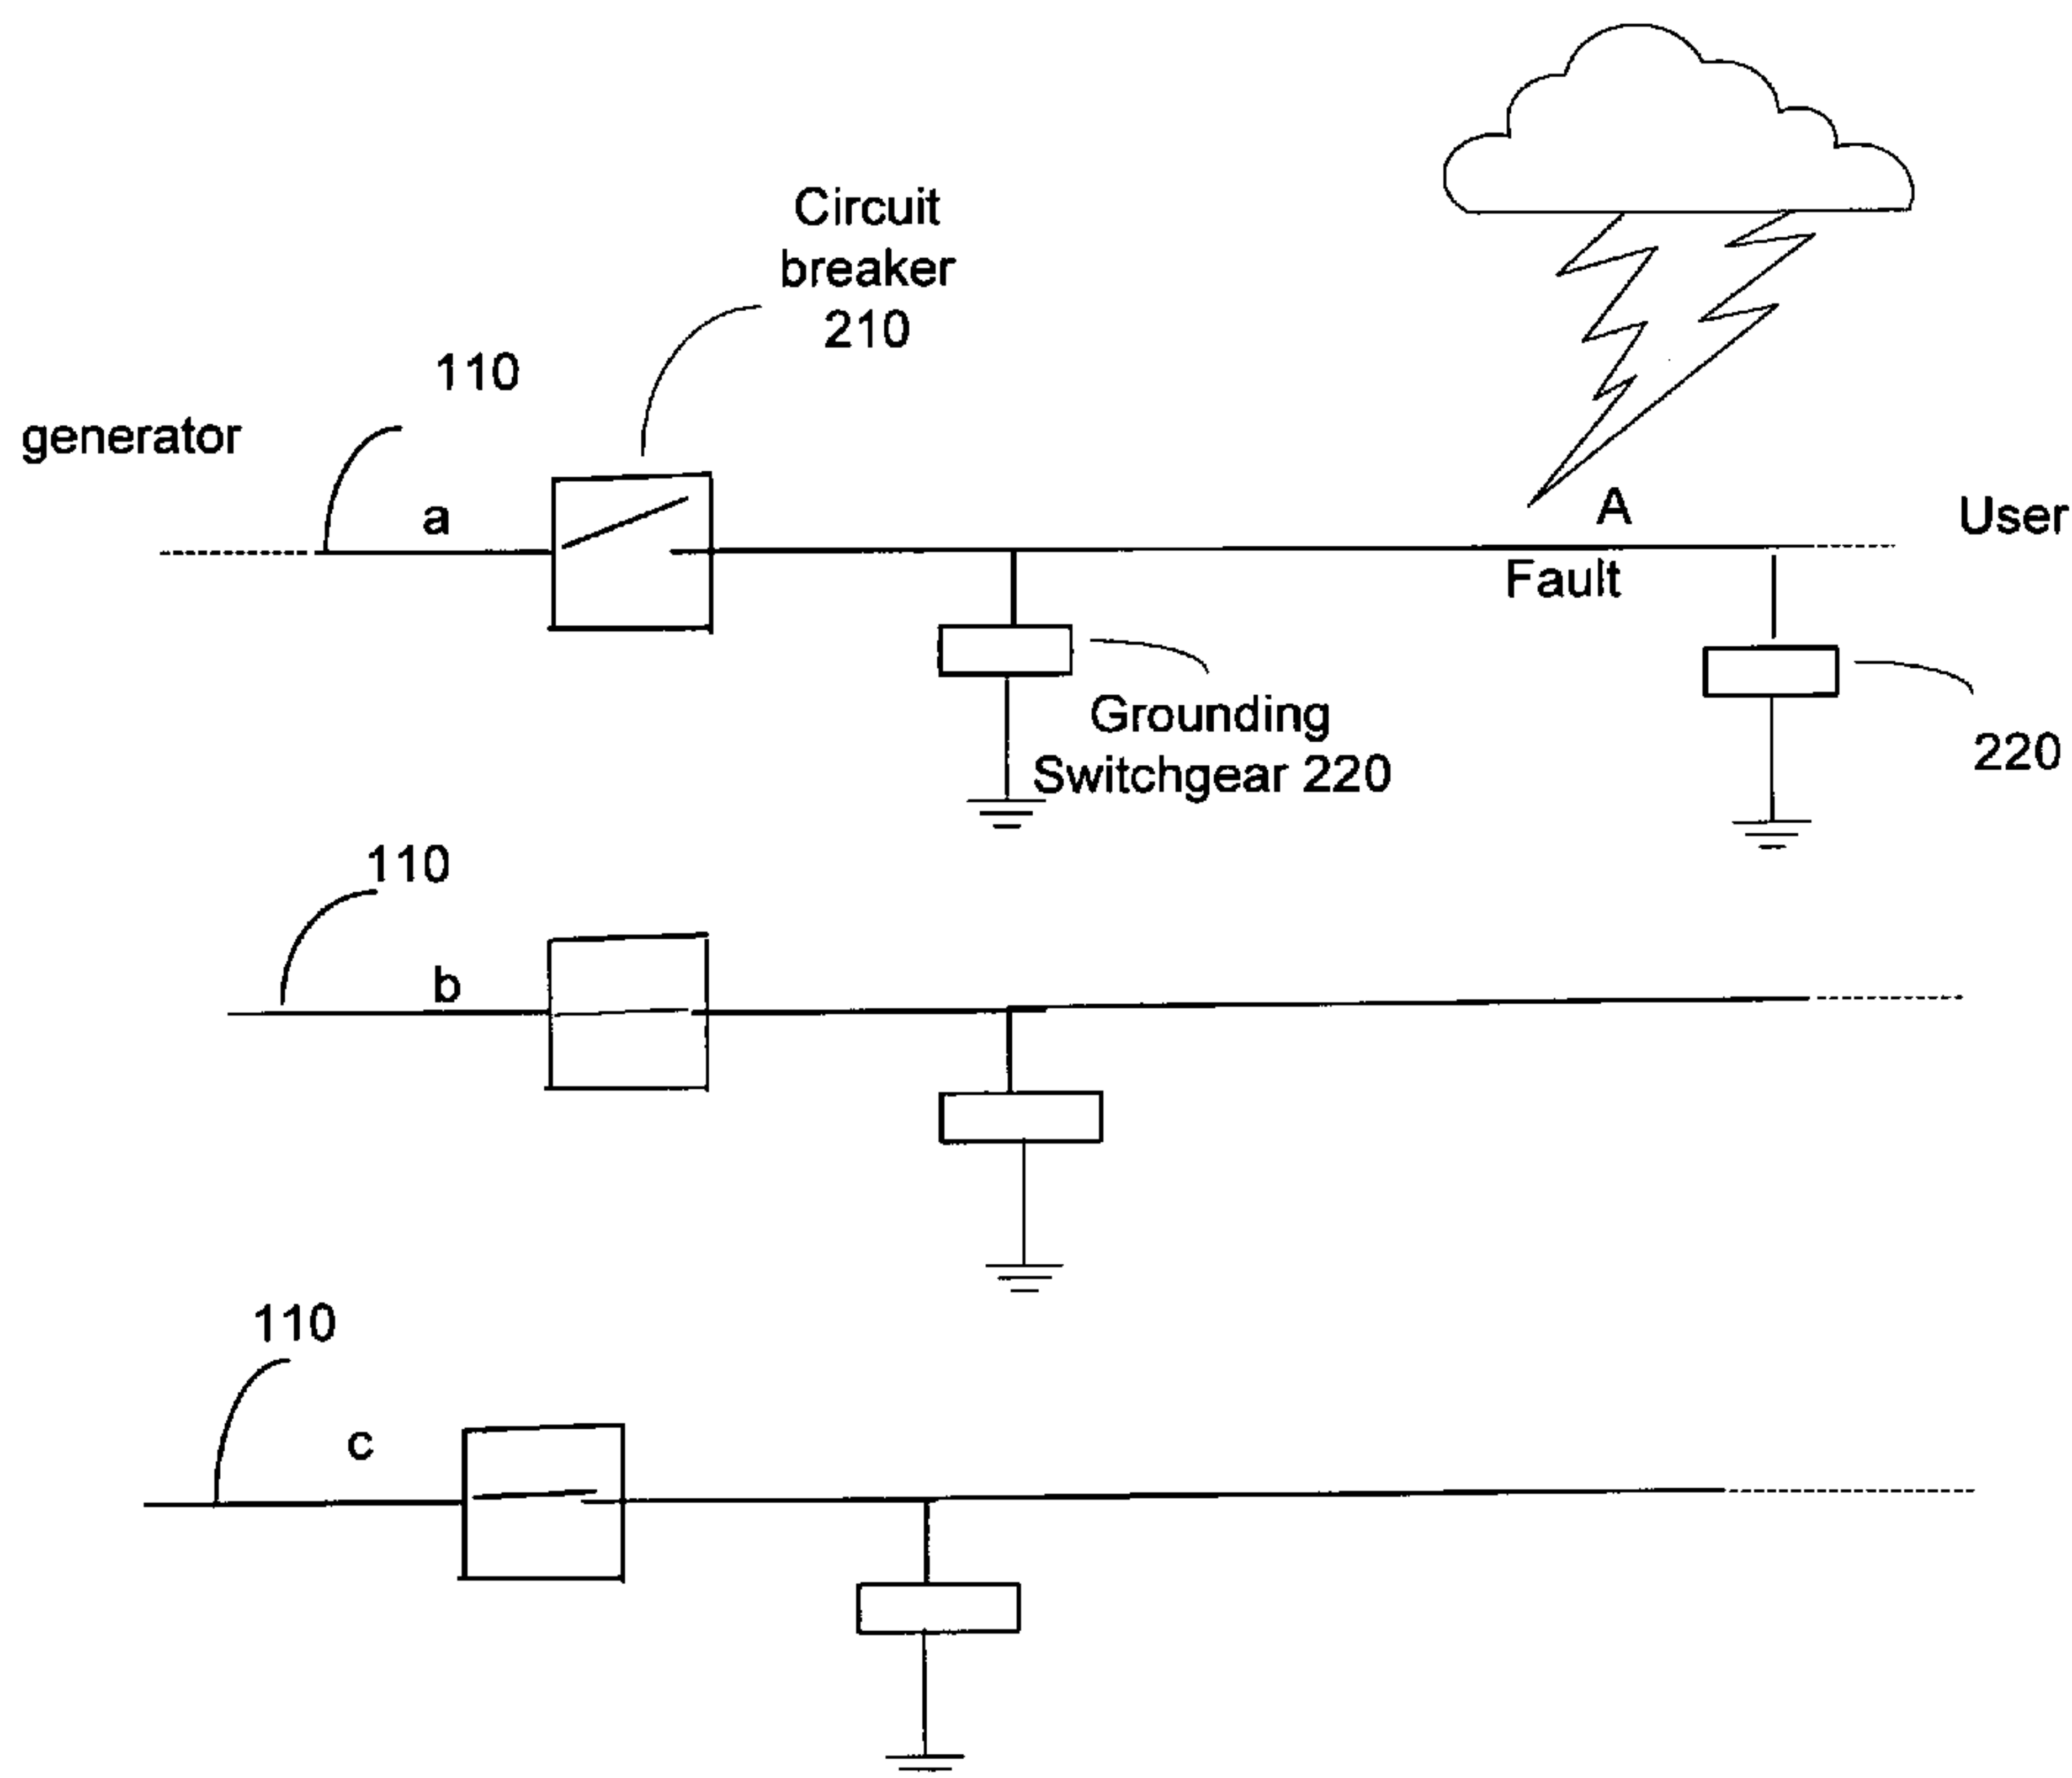 Circuit
breaker
210
110
generator
a
A
User
Fault
Grounding
Switchgear 220
220
110
b
110
c